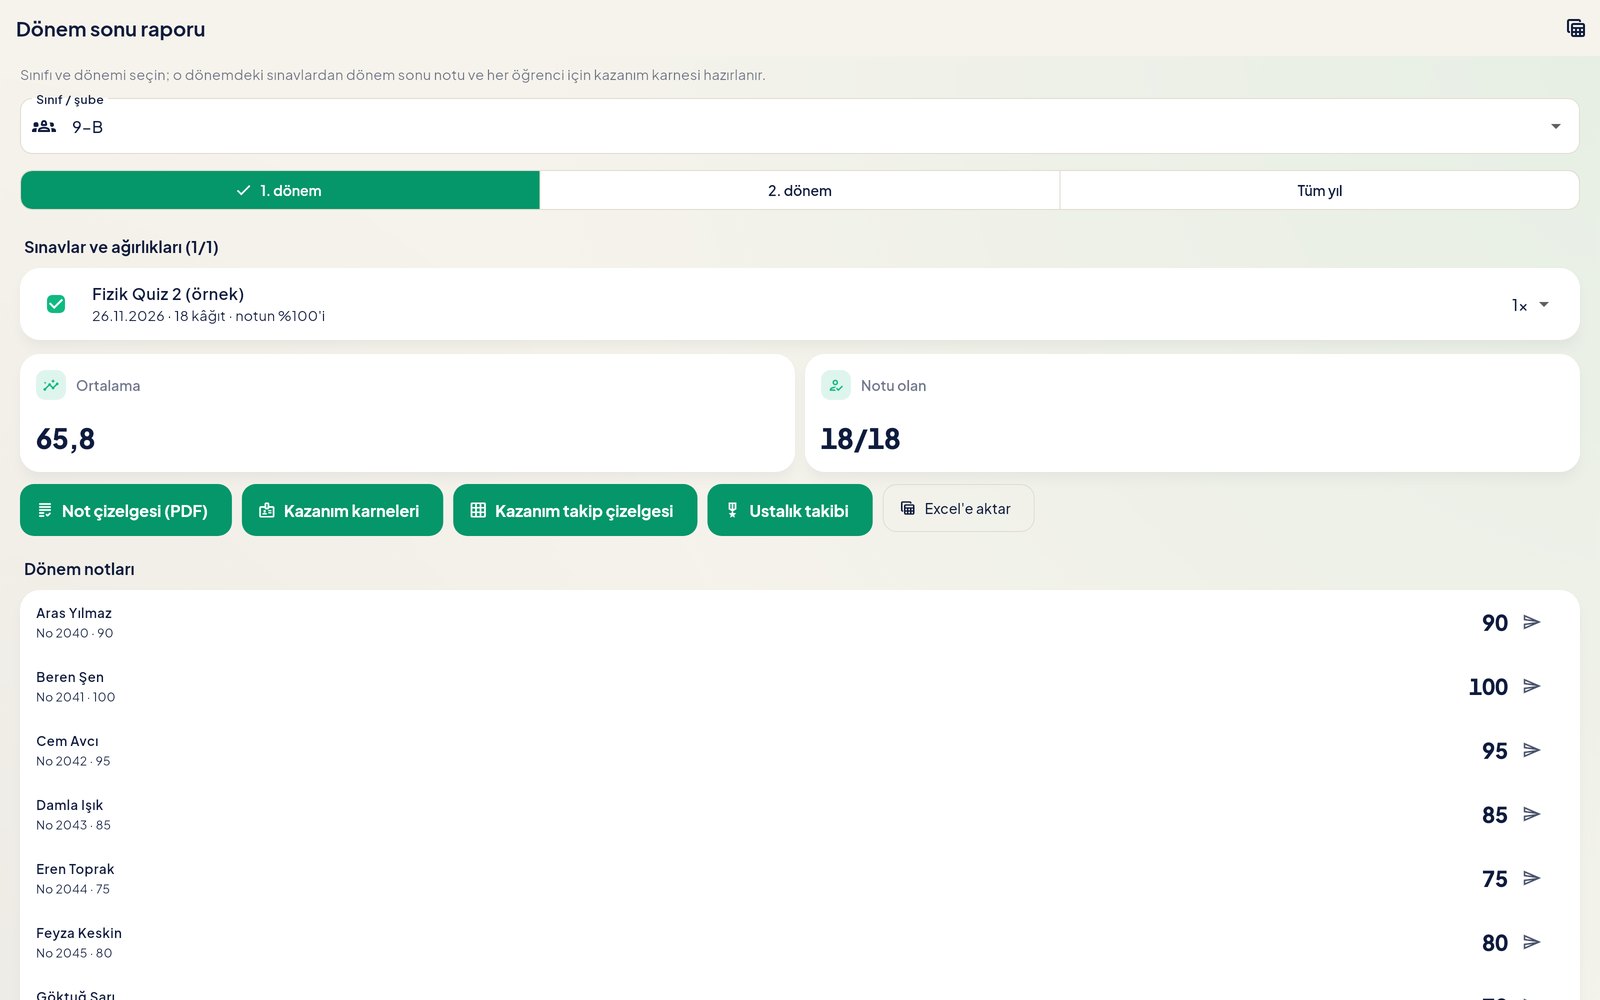 Dönem sonu raporu
Sınıfı ve dönemi seçin; o dönemdeki sınavlardan dönem sonu notu ve her öğrenci için kazanım karnesi hazırlanır.
Sınıf / şube
9-B
1. dönem
2. dönem
Tüm yıl
Sınavlar ve ağırlıkları (1/1)
Fizik Quiz 2 (örnek)
26.11.2026 · 18 kâğıt · notun %100'i
1×
Ortalama
65,8
Notu olan
18/18
Not çizelgesi (PDF)
Kazanım karneleri
Kazanım takip çizelgesi
Ustalık takibi
Excel'e aktar
Dönem notları
Aras Yılmaz
No 2040 · 90
90
Beren Şen
No 2041 · 100
100
Cem Avcı
No 2042 · 95
95
Damla Işık
No 2043 · 85
85
Eren Toprak
No 2044 · 75
75
Feyza Keskin
No 2045 · 80
80
Göktuğ Sarı